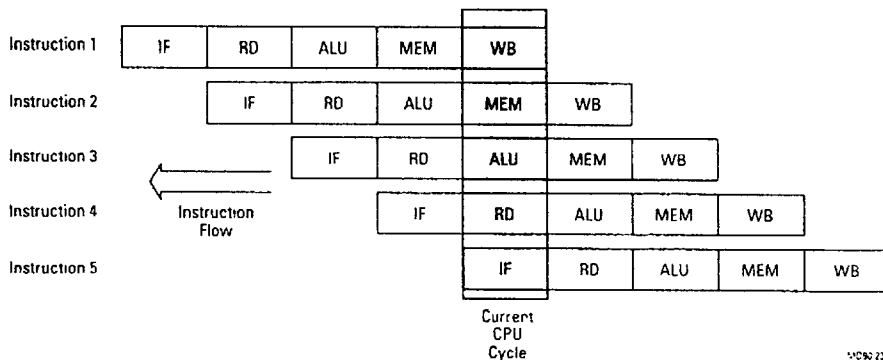 Instruction 1 IF RD ALU MEM WB
Instruction 2 IF RD ALU MEM WB
Instruction 3 IF RD ALU MEM WB
Instruction 4 IF RD ALU MEM WB
Instruction 5 IF RD ALU MEM WB
Instruction
Flow
Current
CPU
Cycle